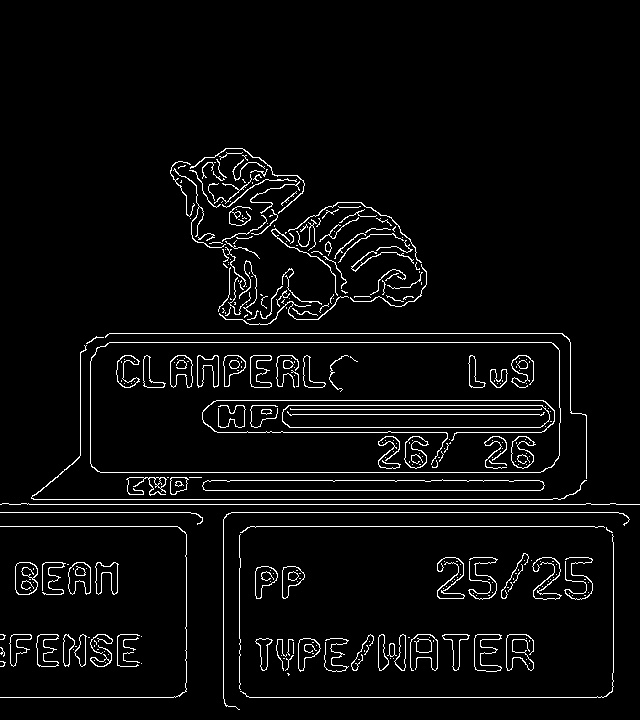 CLAMPERL Lv9
HP
26/ 26
EXP
BEAM
PP 25/25
EFENSE
TYPE/WATER